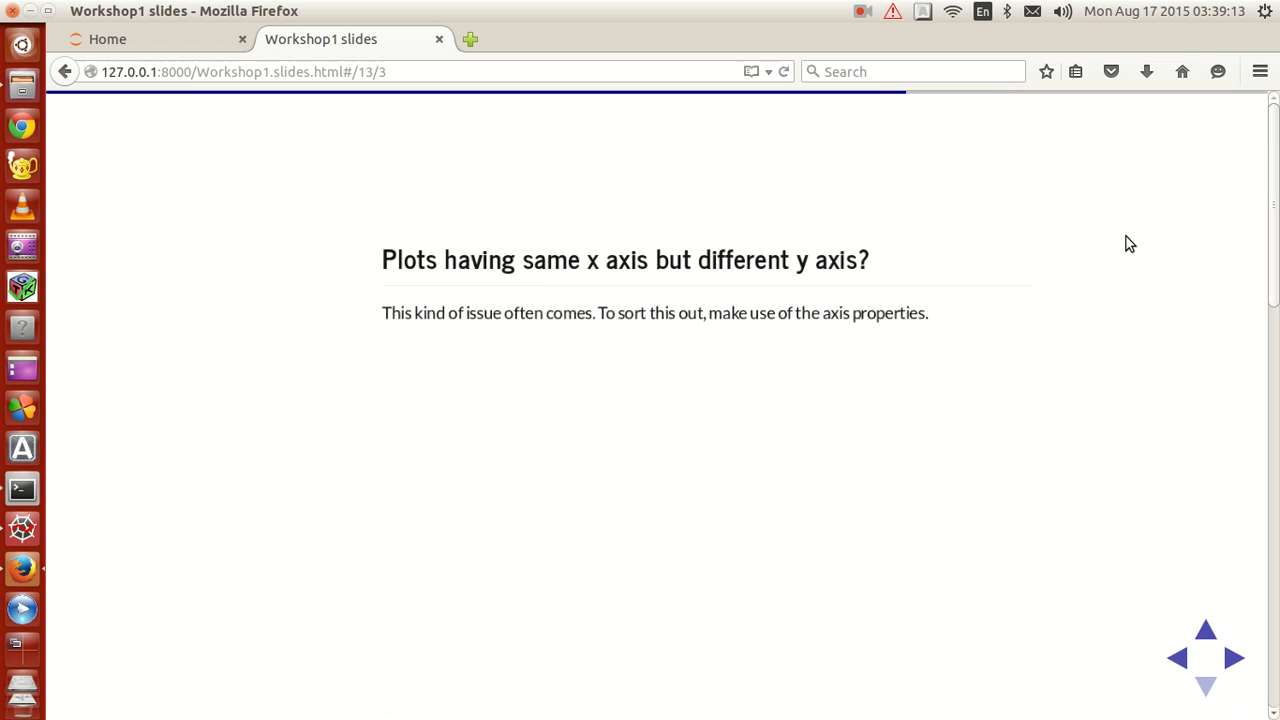 Workshop1 slides - Mozilla Firefox
En
Mon Aug 17 2015 03:39:13
Home
Workshop1 slides
127.0.0.1:8000/Workshop1.slides.html#/13/3
Search
Plots having same x axis but different y axis?
This kind of issue often comes. To sort this out, make use of the axis properties.